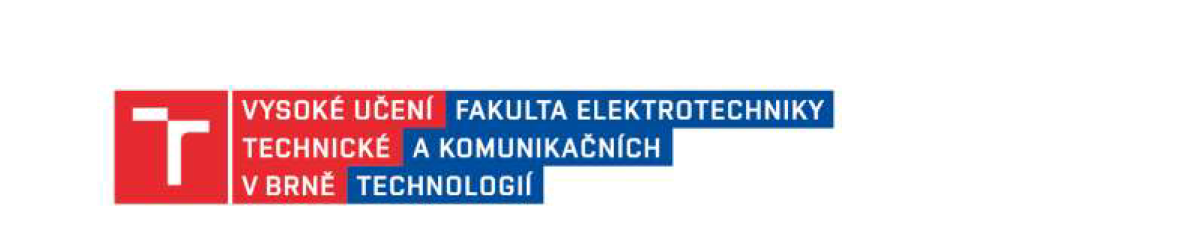 VYSOKÉ UČENÍ FAKULTA ELEKTROTECHNIKY
TECHNICKÉ A KOMUNIKAČNÍCH
V BRNĚ TECHNOLOGIÍ